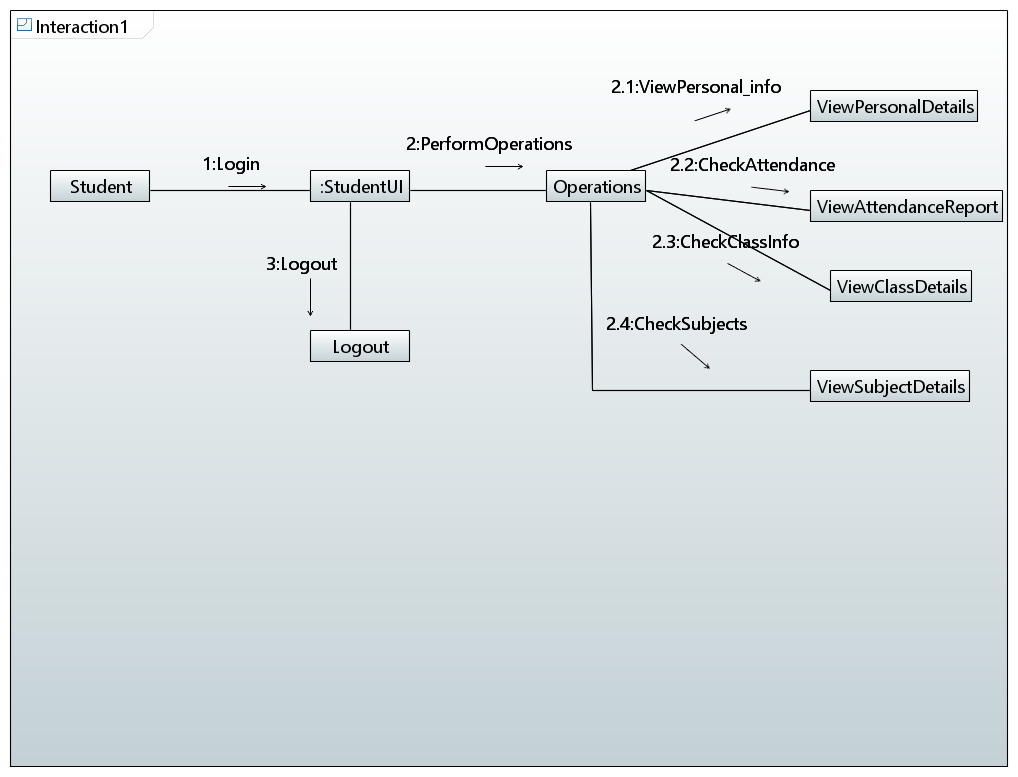 Interaction1
2.1:ViewPersonal_info
ViewPersonalDetails
2:PerformOperations
1:Login
2.2:CheckAttendance
Student
:StudentUI
Operations
ViewAttendanceReport
2.3:CheckClassInfo
3:Logout
ViewClassDetails
2.4:CheckSubjects
Logout
ViewSubjectDetails